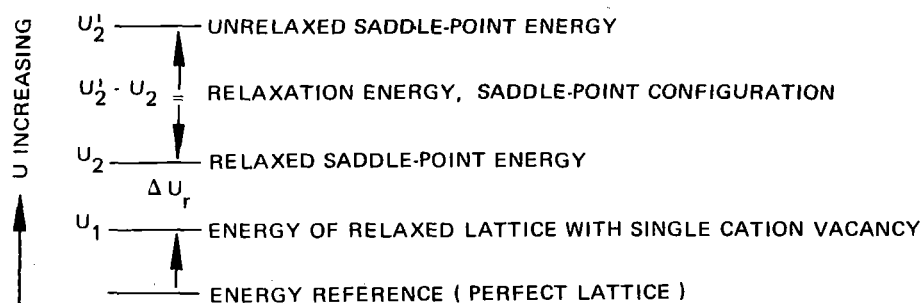 U INCREASING
U'2 UNRELAXED SADDLE-POINT ENERGY
U'2 - U2 = RELAXATION ENERGY, SADDLE-POINT CONFIGURATION
U2 RELAXED SADDLE-POINT ENERGY
Δ Ur
U1 ENERGY OF RELAXED LATTICE WITH SINGLE CATION VACANCY
ENERGY REFERENCE ( PERFECT LATTICE )